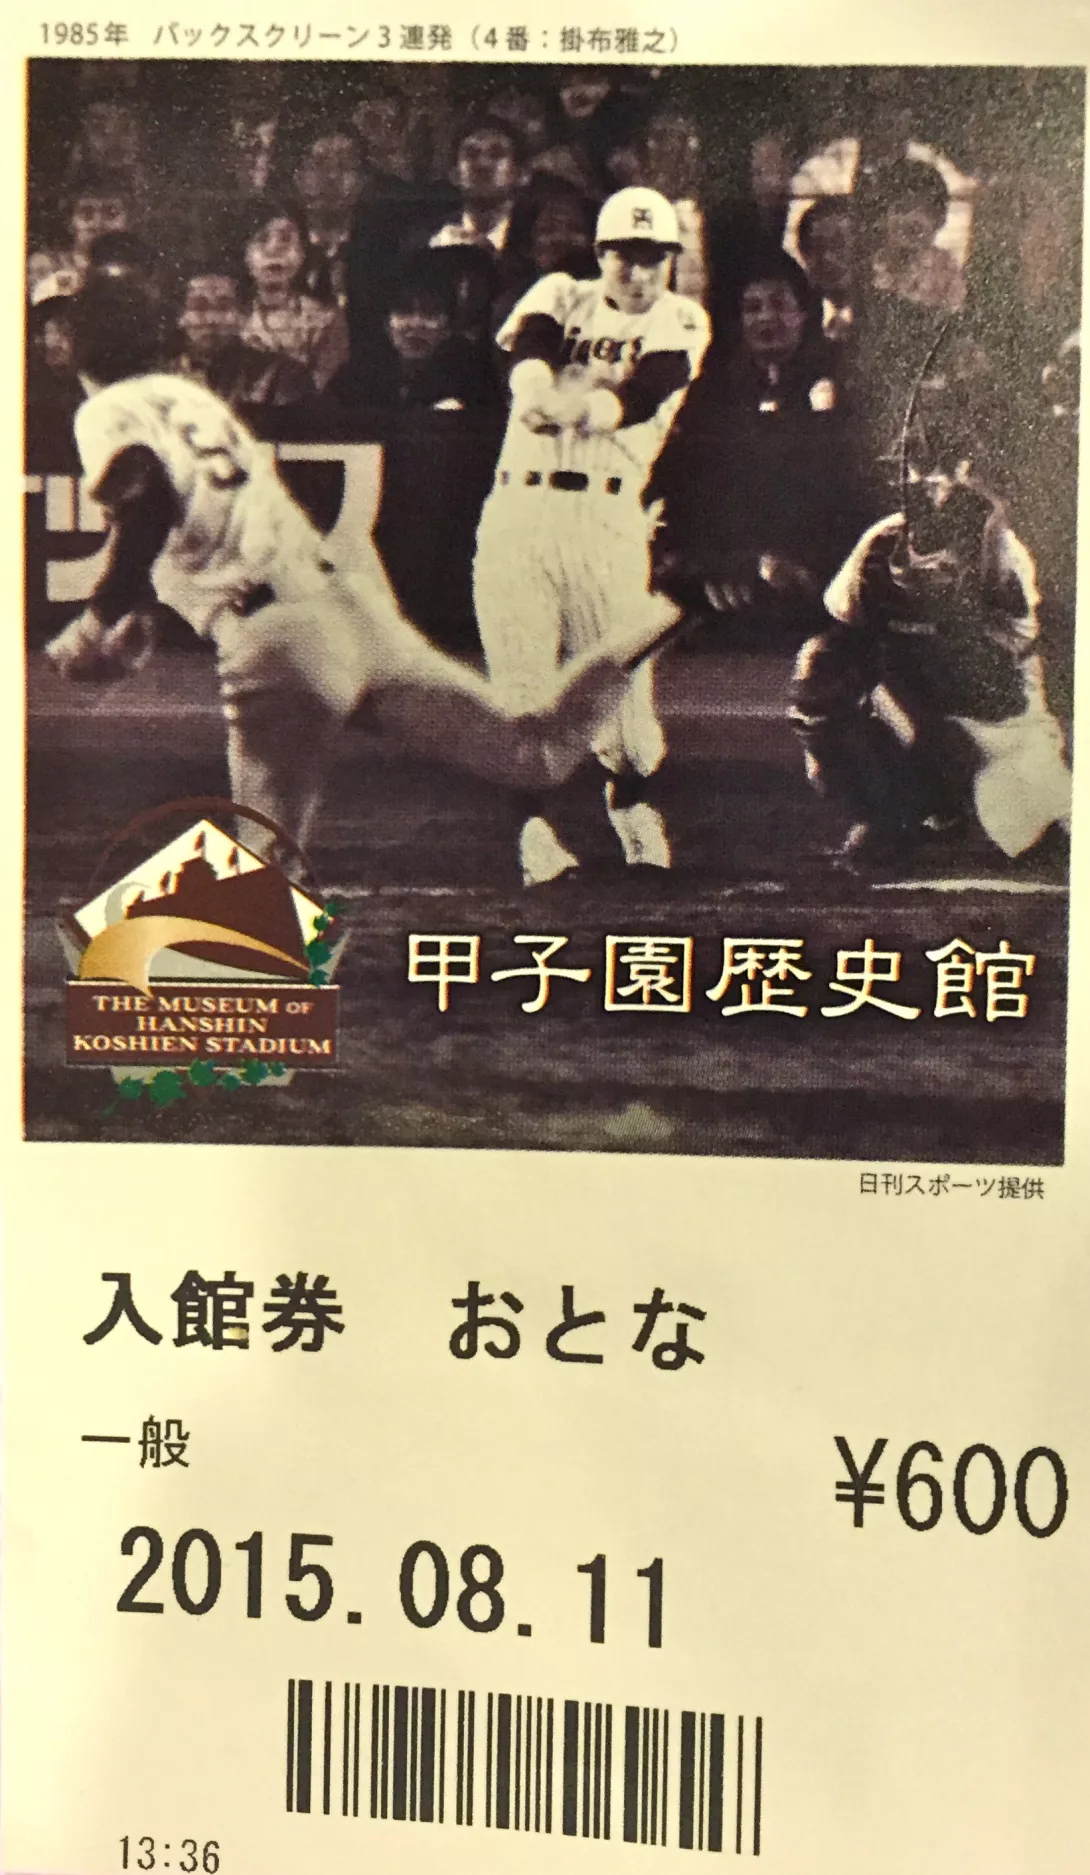 1985年 バックスクリーン3連発（4番：掛布雅之）
igers
甲子園歴史館
THE MUSEUM OF
HANSHIN
KOSHIEN STADIUM
日刊スポーツ提供
入館券 おとな
一般
¥600
2015.08.11
13:36